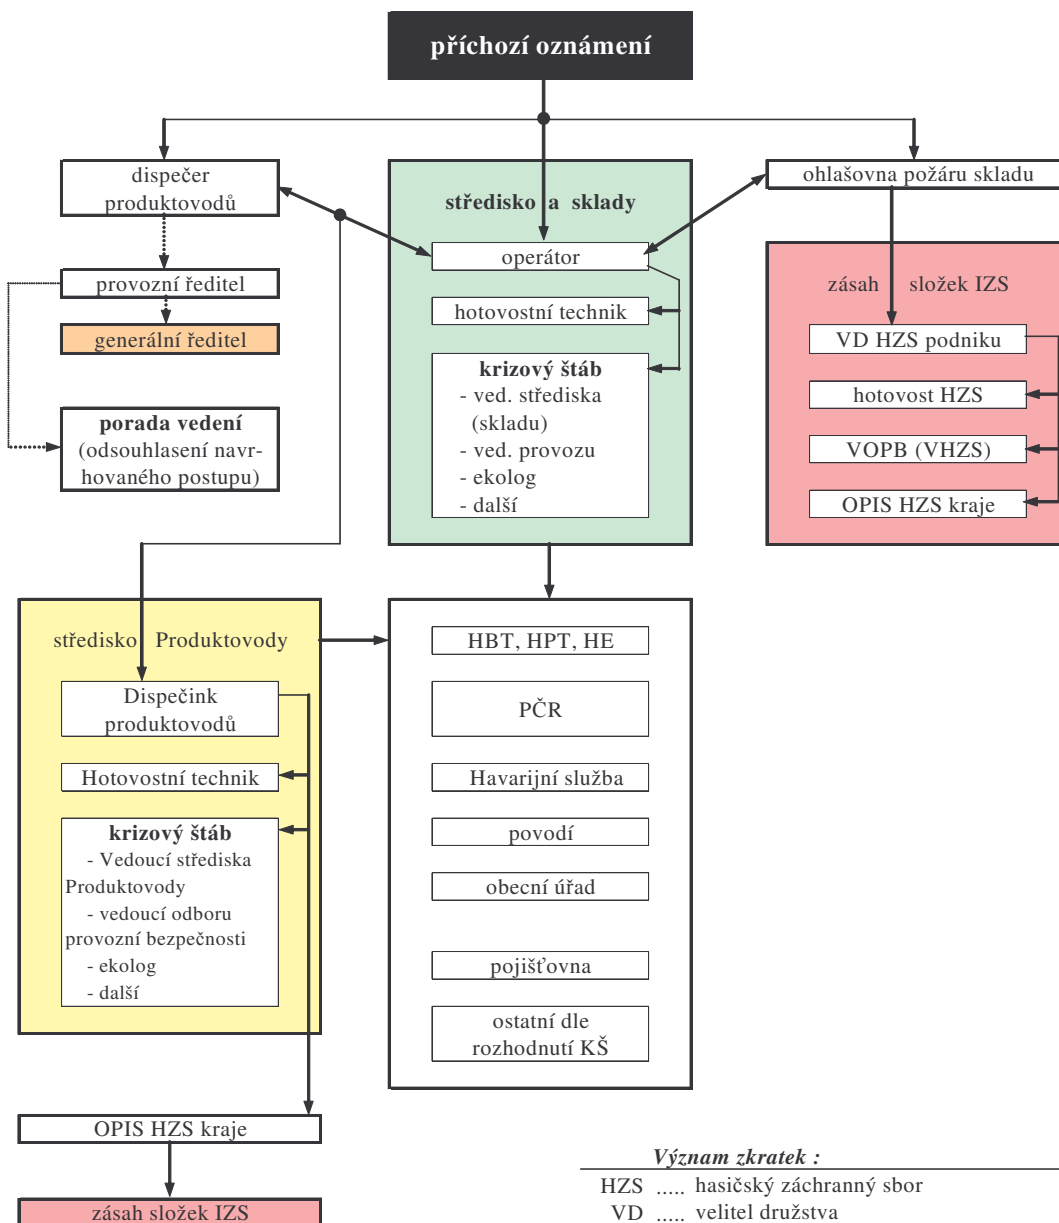 příchozí oznámení
dispečer
produktovodů
provozní ředitel
generální ředitel
porada vedení
(odsouhlasení navr-
hovaného postupu)
středisko a sklady
operátor
hotovostní technik
krizový štáb
- ved. střediska
(skladu)
- ved. provozu
- ekolog
- další
ohlašovna požáru skladu
zásah složek IZS
VD HZS podniku
hotovost HZS
VOPB (VHZS)
OPIS HZS kraje
středisko Produktovody
Dispečink
produktovodů
Hotovostní technik
krizový štáb
- Vedoucí střediska
Produktovody
- vedoucí odboru
provozní bezpečnosti
- ekolog
- další
HBT, HPT, HE
PČR
Havarijní služba
povodí
obecní úřad
pojišťovna
ostatní dle
rozhodnutí KŠ
OPIS HZS kraje
zásah složek IZS
Význam zkratek :
HZS ..... hasičský záchranný sbor
VD ..... velitel družstva